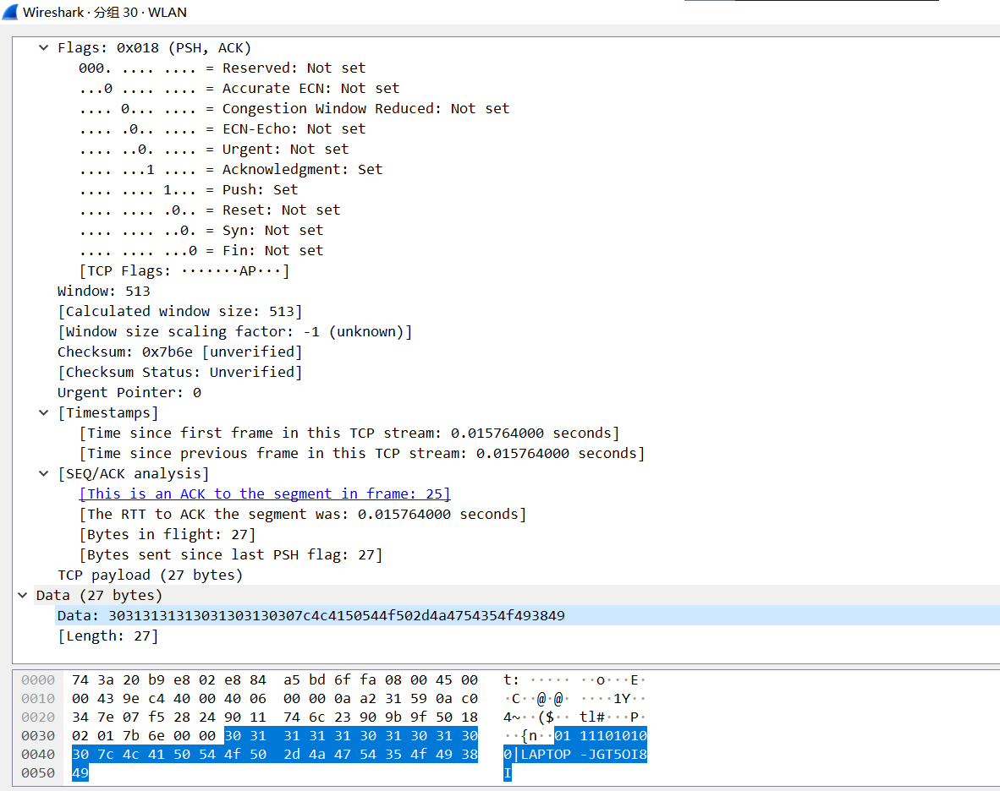 Wireshark · 分组 30 · WLAN
Flags: 0x018 (PSH, ACK)
000. .... .... = Reserved: Not set
...0 .... .... = Accurate ECN: Not set
.... 0... .... = Congestion Window Reduced: Not set
.... .0.. .... = ECN-Echo: Not set
.... ..0. .... = Urgent: Not set
.... ...1 .... = Acknowledgment: Set
.... .... 1... = Push: Set
.... .... .0.. = Reset: Not set
.... .... ..0. = Syn: Not set
.... .... ...0 = Fin: Not set
[TCP Flags: ·······AP···]
Window: 513
[Calculated window size: 513]
[Window size scaling factor: -1 (unknown)]
Checksum: 0x7b6e [unverified]
[Checksum Status: Unverified]
Urgent Pointer: 0
[Timestamps]
[Time since first frame in this TCP stream: 0.015764000 seconds]
[Time since previous frame in this TCP stream: 0.015764000 seconds]
[SEQ/ACK analysis]
[This is an ACK to the segment in frame: 25]
[The RTT to ACK the segment was: 0.015764000 seconds]
[Bytes in flight: 27]
[Bytes sent since last PSH flag: 27]
TCP payload (27 bytes)
Data (27 bytes)
Data: 30313131313031303130307c4c4150544f502d4a4754354f493849
[Length: 27]
0000 74 3a 20 b9 e8 02 e8 84 a5 bd 6f fa 08 00 45 00 t: ····· ··o···E·
0010 00 43 9e c4 40 00 40 06 00 00 0a a2 31 59 0a c0 ·C··@·@· ····1Y··
0020 34 7e 07 f5 28 24 90 11 74 6c 23 90 9b 9f 50 18 4~··($·· tl#···P·
0030 02 01 7b 6e 00 00 30 31 31 31 31 30 31 30 31 30 ··{n··01 11101010
0040 30 7c 4c 41 50 54 4f 50 2d 4a 47 54 35 4f 49 38 0|LAPTOP -JGT5OI8
0050 49 I